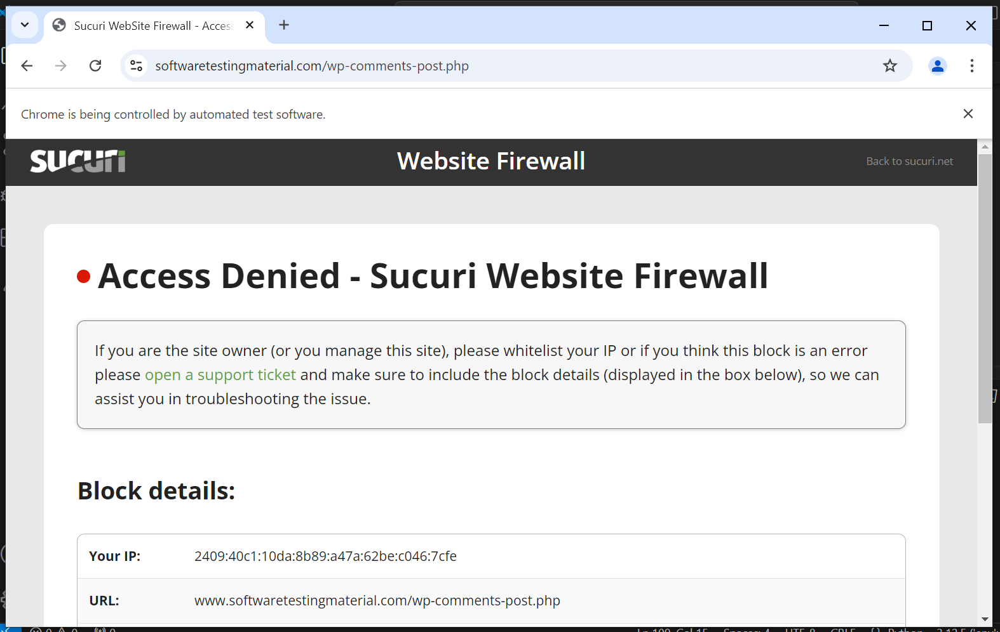 Sucuri WebSite Firewall - Acces
softwaretestingmaterial.com/wp-comments-post.php
Chrome is being controlled by automated test software.
sucuri
Website Firewall
Back to sucuri.net
Access Denied - Sucuri Website Firewall
If you are the site owner (or you manage this site), please whitelist your IP or if you think this block is an error
please open a support ticket and make sure to include the block details (displayed in the box below), so we can
assist you in troubleshooting the issue.
Block details:
Your IP: 2409:40c1:10da:8b89:a47a:62be:c046:7cfe
URL: www.softwaretestingmaterial.com/wp-comments-post.php